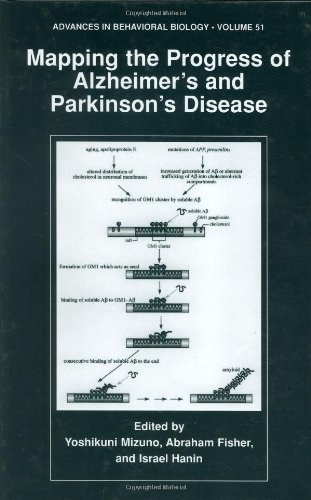 ADVANCES IN BEHAVIORAL BIOLOGY • VOLUME 51
Mapping the Progress of
Alzheimer's and
Parkinson's Disease
aging, apolipoprotein E
mutations of APP, presenilins
altered distribution of
cholesterol in neuronal membranes
increased generation of Aβ or aberrant
trafficking of Aβ into cholesterol-rich
compartments
recognition of GM1 cluster by soluble Aβ
soluble Aβ
GM1 ganglioside
cholesterol
raft
GM1 cluster
formation of GM1 which acts as seed
binding of soluble Aβ to GM1- Aβ
consecutive binding of soluble Aβ to the end
amyloid
Edited by
Yoshikuni Mizuno, Abraham Fisher,
and Israel Hanin
Copyrighted Material